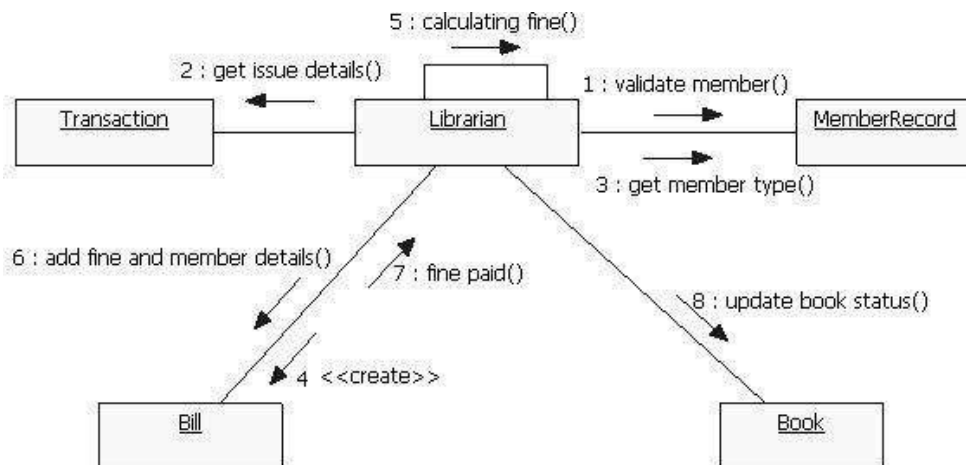 5 : calculating fine()
2 : get issue details()
1 : validate member()
Transaction
Librarian
MemberRecord
3 : get member type()
6 : add fine and member details()
7 : fine paid()
8 : update book status()
4 <<create>>
Bill
Book